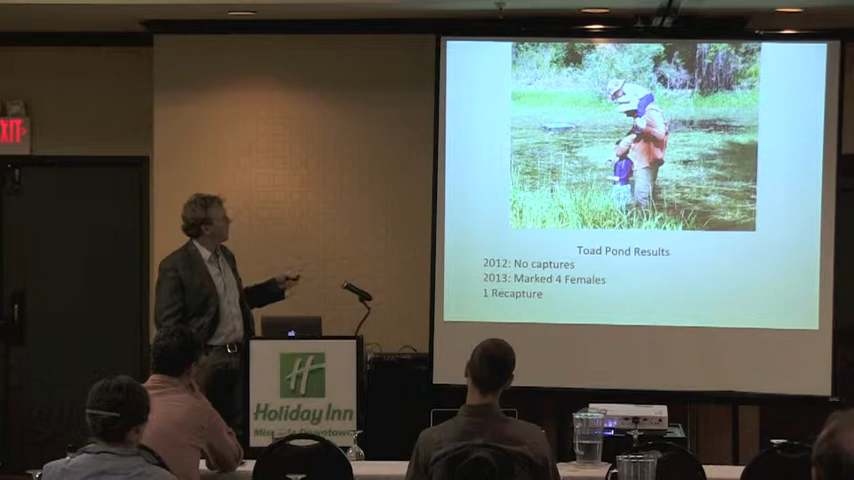 EXIT
Toad Pond Results
2012: No captures
2013: Marked 4 Females
1 Recapture
H
Holiday Inn